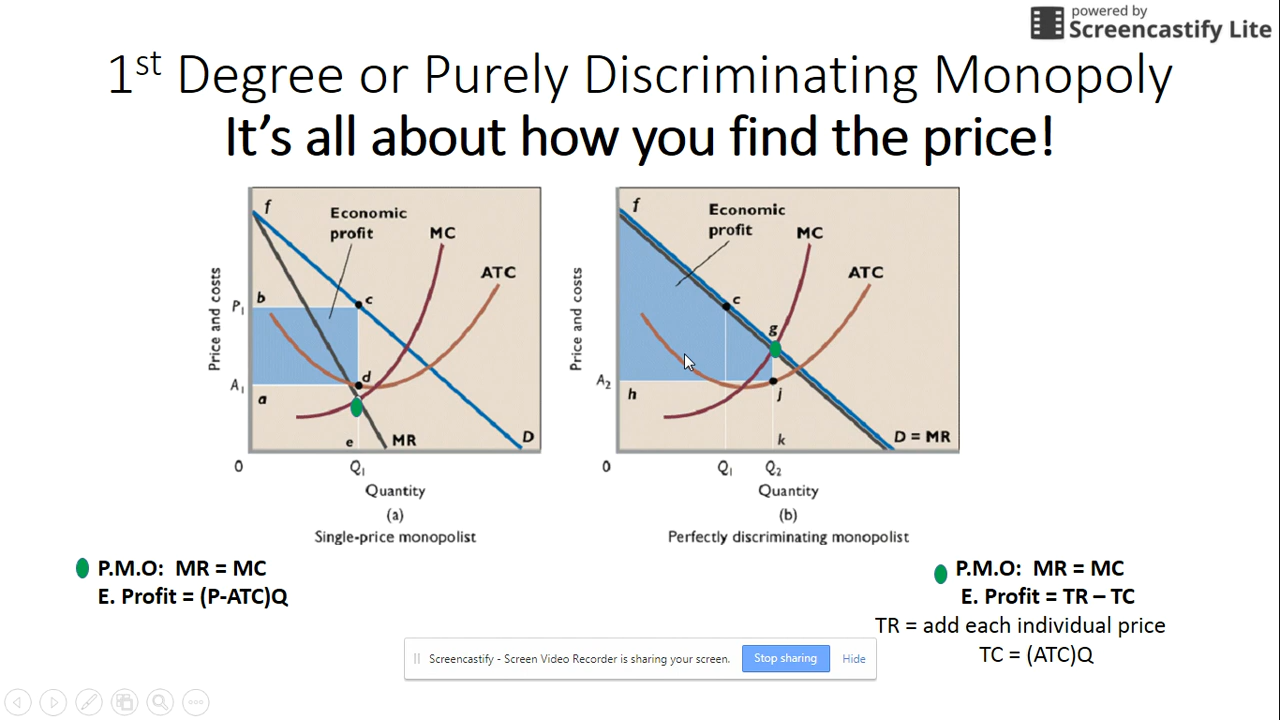 powered by
Screencastify Lite
1st Degree or Purely Discriminating Monopoly
It's all about how you find the price!
f
Economic
profit
MC
ATC
Price and costs
P1
b
c
A1
a
d
e
MR
D
0
Q1
Quantity
(a)
Single-price monopolist
f
Economic
profit
MC
ATC
Price and costs
c
g
A2
h
j
k
D = MR
0
Q1
Q2
Quantity
(b)
Perfectly discriminating monopolist
P.M.O: MR = MC
E. Profit = (P-ATC)Q
P.M.O: MR = MC
E. Profit = TR – TC
TR = add each individual price
TC = (ATC)Q
Screencastify - Screen Video Recorder is sharing your screen.
Stop sharing
Hide